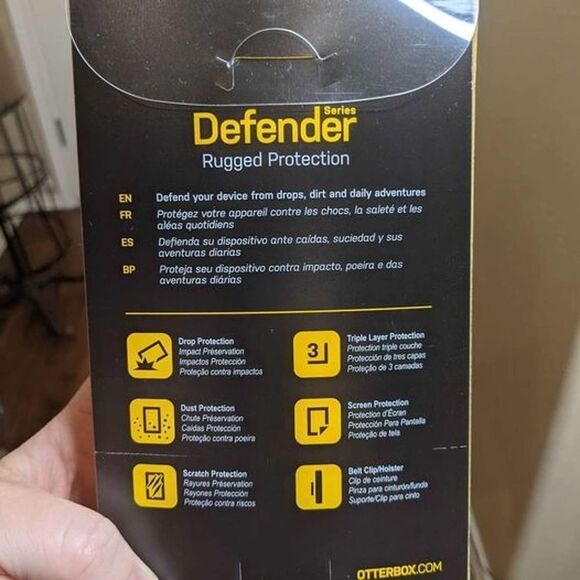 Defender Series
Rugged Protection
EN Defend your device from drops, dirt and daily adventures
FR Protégez votre appareil contre les chocs, la saleté et les
aléas quotidiens
ES Defienda su dispositivo ante caídas, suciedad y sus
aventuras diarias
BP Proteja seu dispositivo contra impacto, poeira e das
aventuras diárias
Drop Protection
Impact Préservation
Impactos Protección
Proteção contra impactos
3
Triple Layer Protection
Protection triple couche
Protección de tres capas
Proteção de 3 camadas
Dust Protection
Chute Préservation
Caídas Protección
Proteção contra poeira
Screen Protection
Protection d'Écran
Protección Para Pantalla
Proteção de tela
Scratch Protection
Rayures Préservation
Rayones Protección
Proteção contra riscos
Belt Clip/Holster
Clip de ceinture
Pinza para cinturón/funda
Suporte/Clip para cinto
OTTERBOX.COM